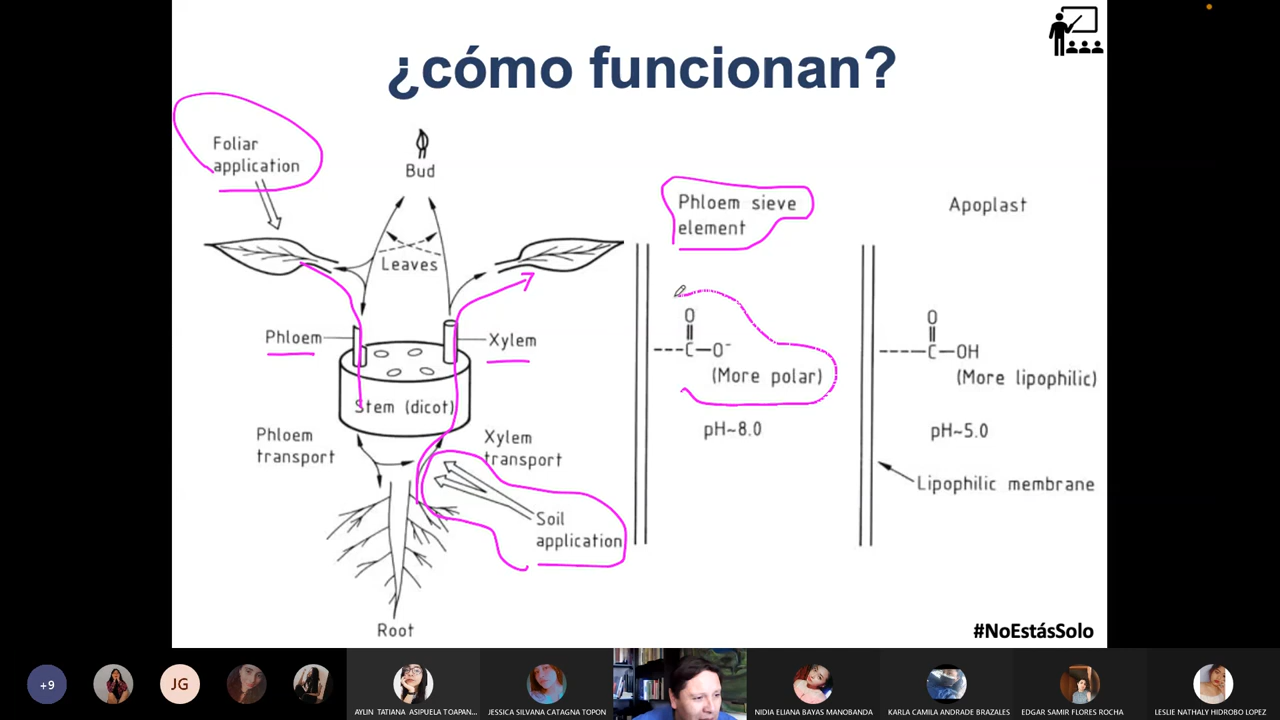 ¿cómo funcionan?
Foliar
application
Bud
Leaves
Phloem
Xylem
Stem (dicot)
Phloem
transport
Xylem
transport
Soil
application
Root
Phloem sieve
element
O
C—O⁻
(More polar)
pH~8.0
Apoplast
O
C—OH
(More lipophilic)
pH~5.0
Lipophilic membrane
#NoEstásSolo
+9
JG
AYLIN TATIANA ASIPUELA TOAPAN...
JESSICA SILVANA CATAGNA TOPON
NIDIA ELIANA BAYAS MANOBANDA
KARLA CAMILA ANDRADE BRAZALES
EDGAR SAMIR FLORES ROCHA
LESLIE NATHALY HIDROBO LOPEZ